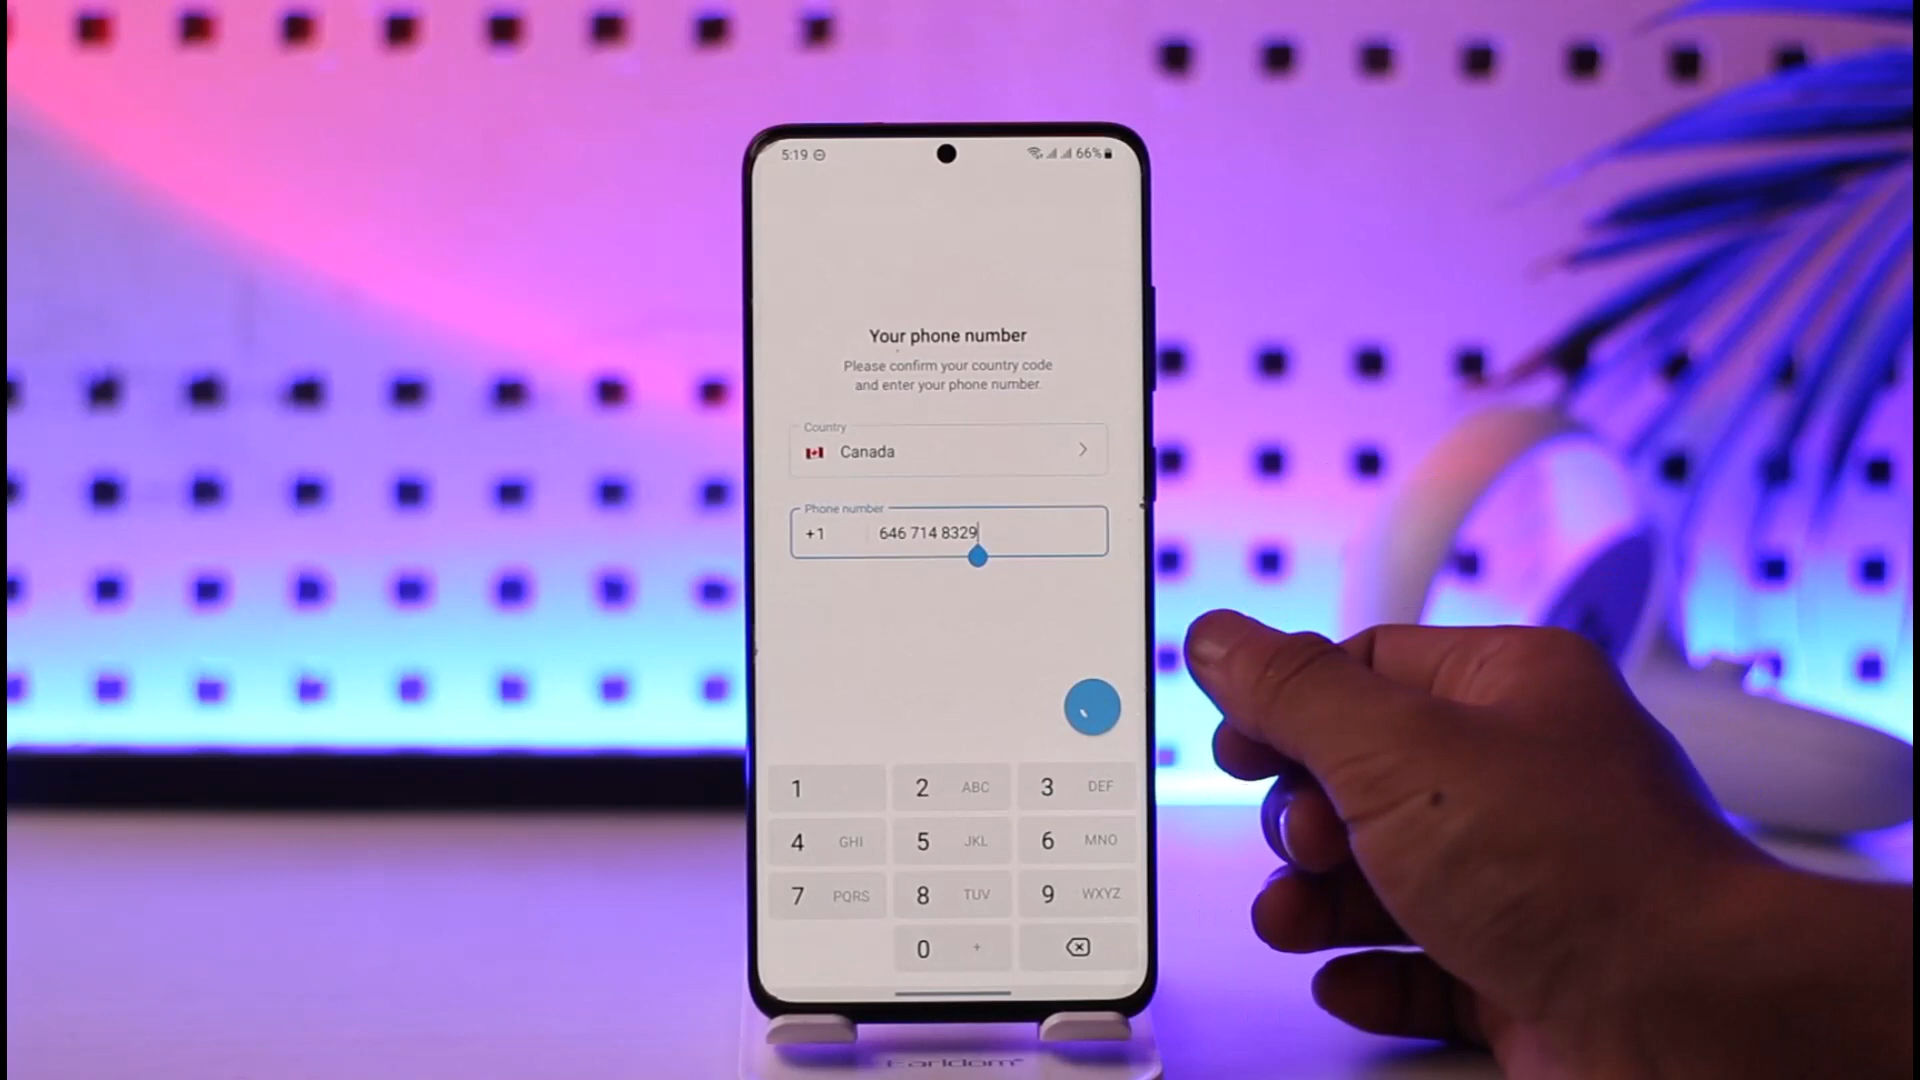 5:19 66%
Your phone number
Please confirm your country code
and enter your phone number.
Country
Canada
Phone number
+1 646 714 8329
1 2 ABC 3 DEF
4 GHI 5 JKL 6 MNO
7 PQRS 8 TUV 9 WXYZ
0 +
Earldom